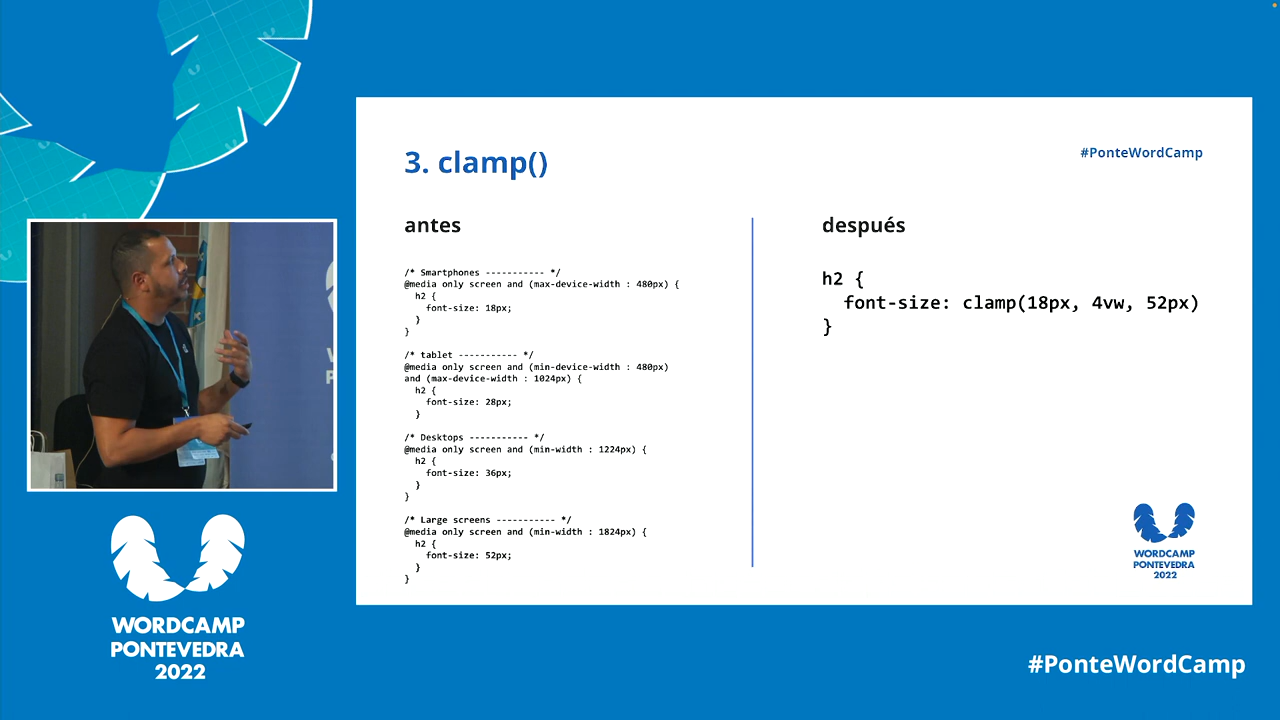 3. clamp()
#PonteWordCamp
antes
/* Smartphones ----------- */
@media only screen and (max-device-width : 480px) {
h2 {
font-size: 18px;
}
}
/* tablet ----------- */
@media only screen and (min-device-width : 480px)
and (max-device-width : 1024px) {
h2 {
font-size: 28px;
}
/* Desktops ----------- */
@media only screen and (min-width : 1224px) {
h2 {
font-size: 36px;
}
}
/* Large screens ----------- */
@media only screen and (min-width : 1824px) {
h2 {
font-size: 52px;
}
}
después
h2 {
font-size: clamp(18px, 4vw, 52px)
}
WORDCAMP
PONTEVEDRA
2022
WORDCAMP
PONTEVEDRA
2022
#PonteWordCamp